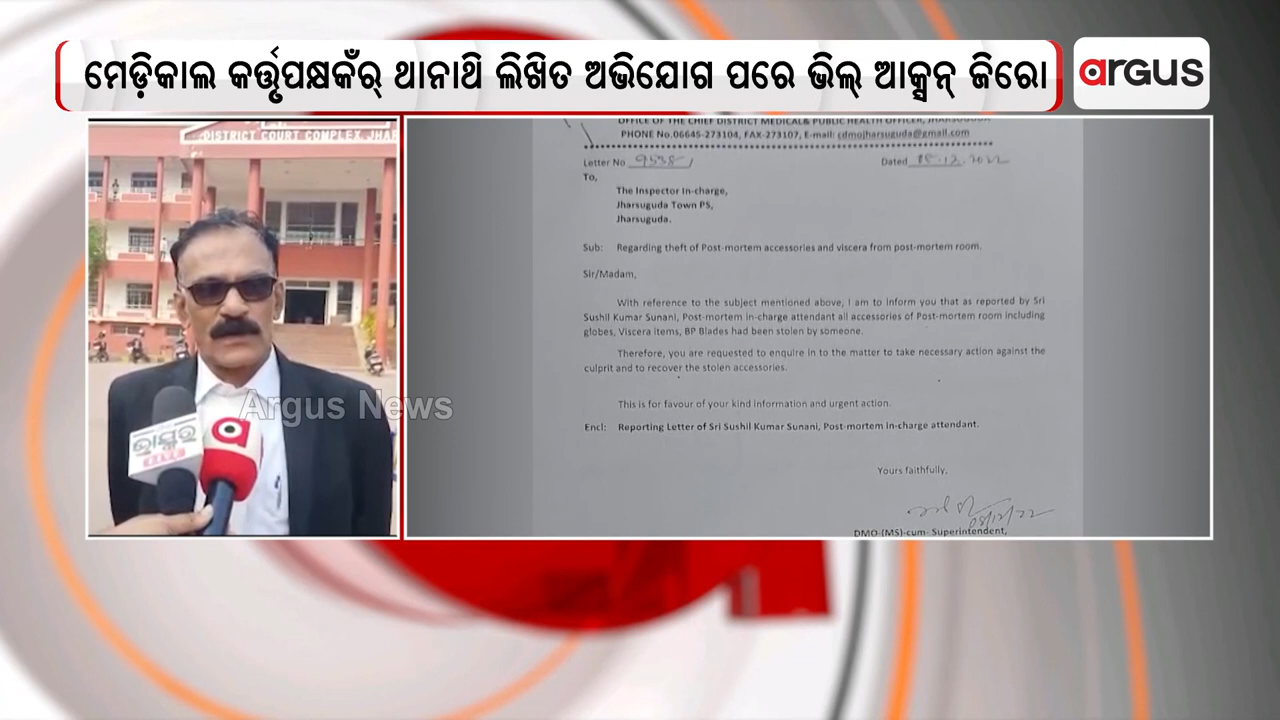 ମେଡ଼ିକାଲ କର୍ତ୍ତୃପକ୍ଷକଁର୍ ଥାନାଥି ଲିଖିତ ଅଭିଯୋଗ ପରେ ଭିଲ୍ ଆକ୍ସନ୍ ଜିରୋ
argus
DISTRICT COURT COMPLEX, JHAR
OFFICE OF THE CHIEF DISTRICT MEDICAL& PUBLIC HEALTH OFFICER, JHARSUGUDA
PHONE No.06645-273104, FAX-273107, E-mail: cdmojharsuguda@gmail.com
Letter No 9538/ Dated .12.2022
To,
The Inspector In-charge,
Jharsuguda Town PS,
Jharsuguda.
Sub: Regarding theft of Post-mortem accessories and viscera from post-mortem room.
Sir/Madam,
With reference to the subject mentioned above, I am to inform you that as reported by Sri
Sushil Kumar Sunani, Post-mortem in-charge attendant all accessories of Post-mortem room including
globes, Viscera items, BP Blades had been stolen by someone.
Therefore, you are requested to enquire in to the matter to take necessary action against the
culprit and to recover the stolen accessories.
This is for favour of your kind information and urgent action.
Encl: Reporting Letter of Sri Sushil Kumar Sunani, Post-mortem in-charge attendant.
Yours faithfully,
DMO-(MS)-cum- Superintendent,
Argus News
ଭାସ୍କର
LIVE